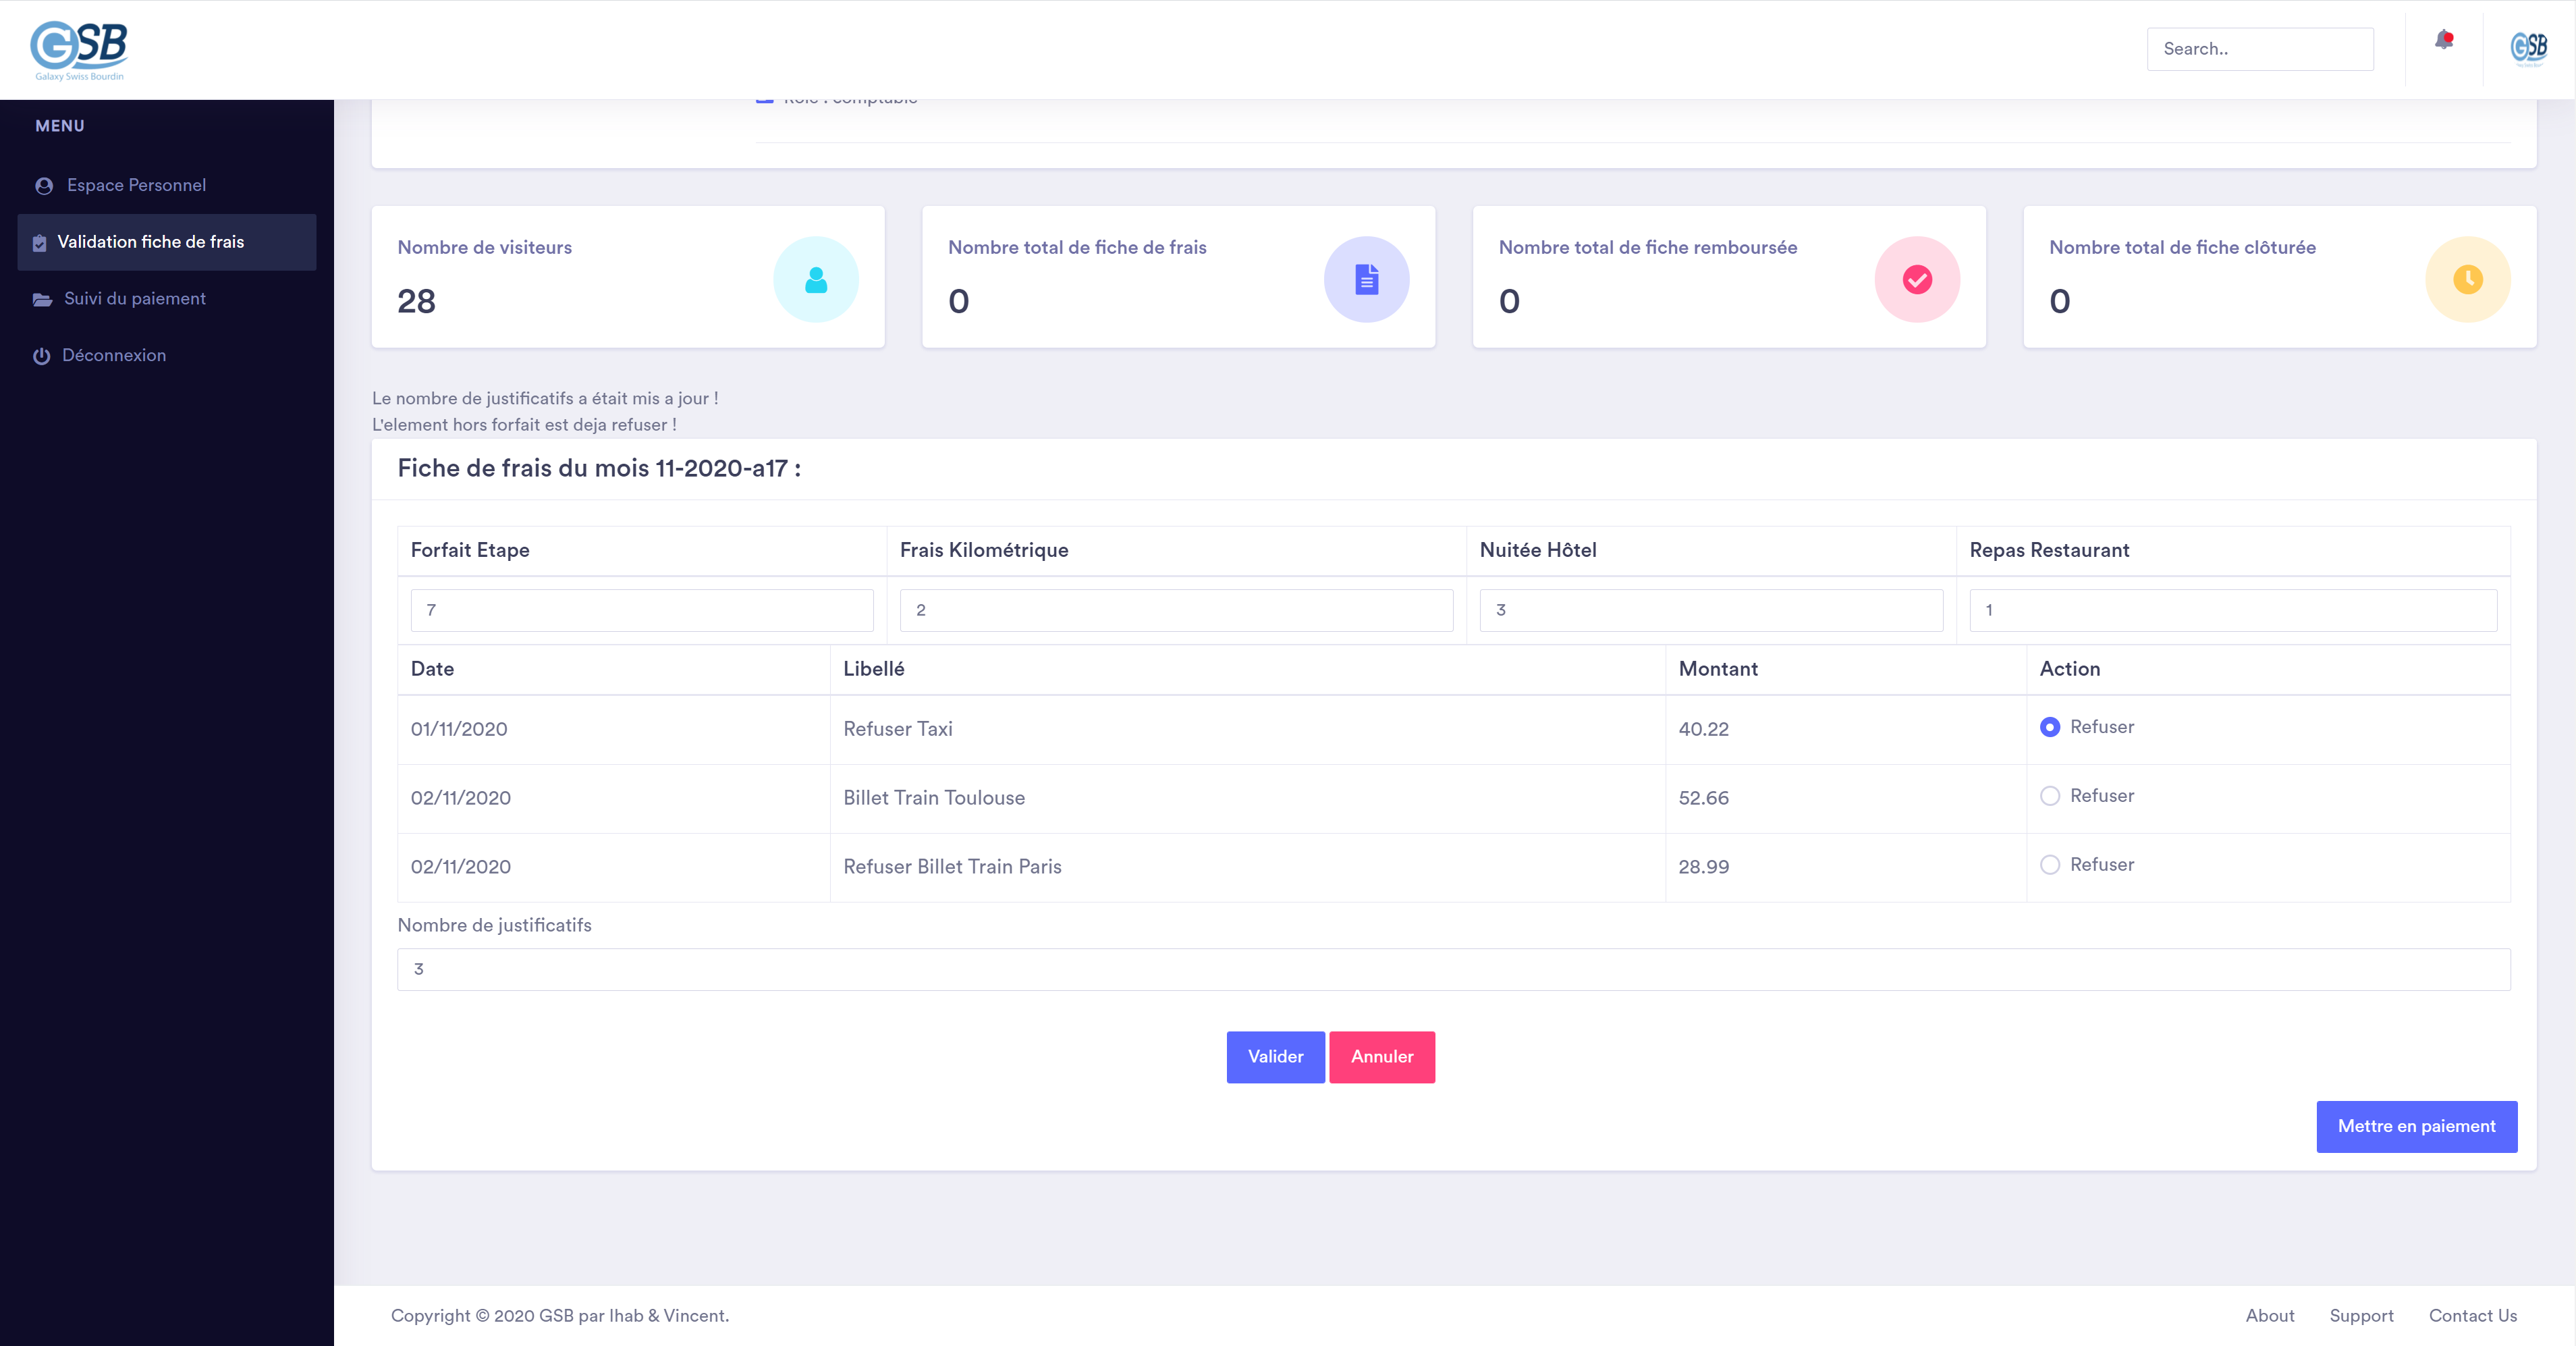 GSB
Galaxy Swiss Bourdin
Search..
GSB
MENU
Espace Personnel
Validation fiche de frais
Suivi du paiement
Déconnexion
Role : comptable
Nombre de visiteurs
28
Nombre total de fiche de frais
0
Nombre total de fiche remboursée
0
Nombre total de fiche clôturée
0
Le nombre de justificatifs a était mis a jour !
L'element hors forfait est deja refuser !
Fiche de frais du mois 11-2020-a17 :
Forfait Etape Frais Kilométrique Nuitée Hôtel Repas Restaurant
7 2 3 1
Date Libellé Montant Action
01/11/2020 Refuser Taxi 40.22 Refuser
02/11/2020 Billet Train Toulouse 52.66 Refuser
02/11/2020 Refuser Billet Train Paris 28.99 Refuser
Nombre de justificatifs
3
Valider Annuler
Mettre en paiement
Copyright © 2020 GSB par Ihab & Vincent. About Support Contact Us